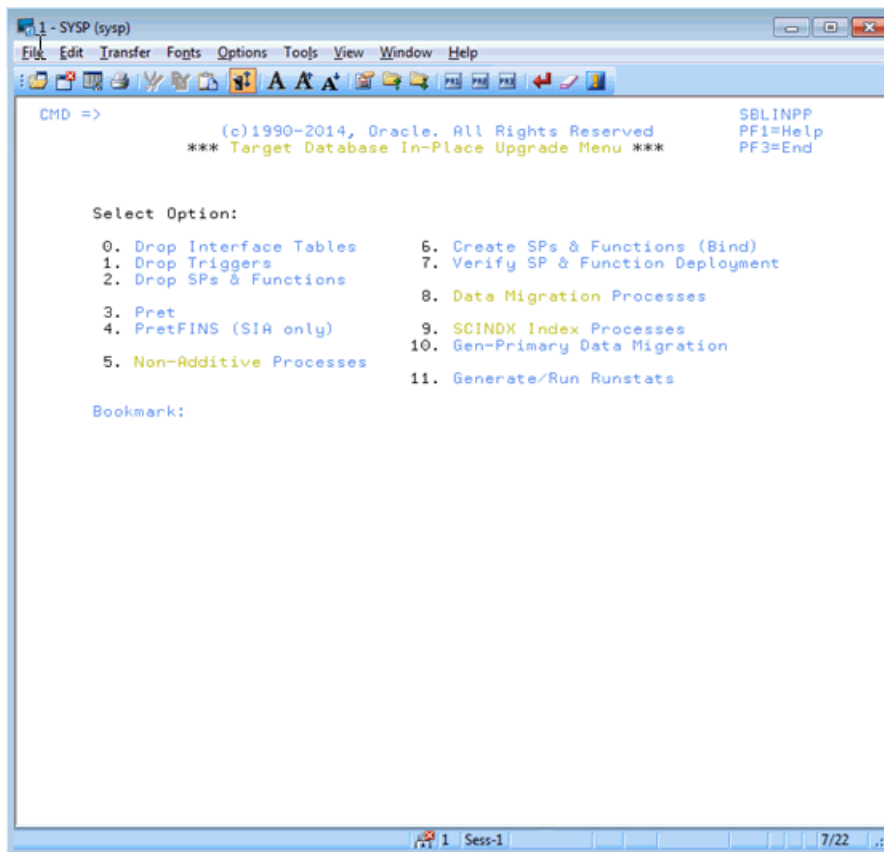 1 - SYSP (sysp)
File Edit Transfer Fonts Options Tools View Window Help
PR1 PR2 PR3
CMD => SBLINPP
(c)1990-2014, Oracle. All Rights Reserved PF1=Help
*** Target Database In-Place Upgrade Menu *** PF3=End
Select Option:
0. Drop Interface Tables 6. Create SPs & Functions (Bind)
1. Drop Triggers 7. Verify SP & Function Deployment
2. Drop SPs & Functions
8. Data Migration Processes
3. Pret
4. PretFINS (SIA only) 9. SCINDX Index Processes
10. Gen-Primary Data Migration
5. Non-Additive Processes
11. Generate/Run Runstats
Bookmark:
1 Sess-1 7/22